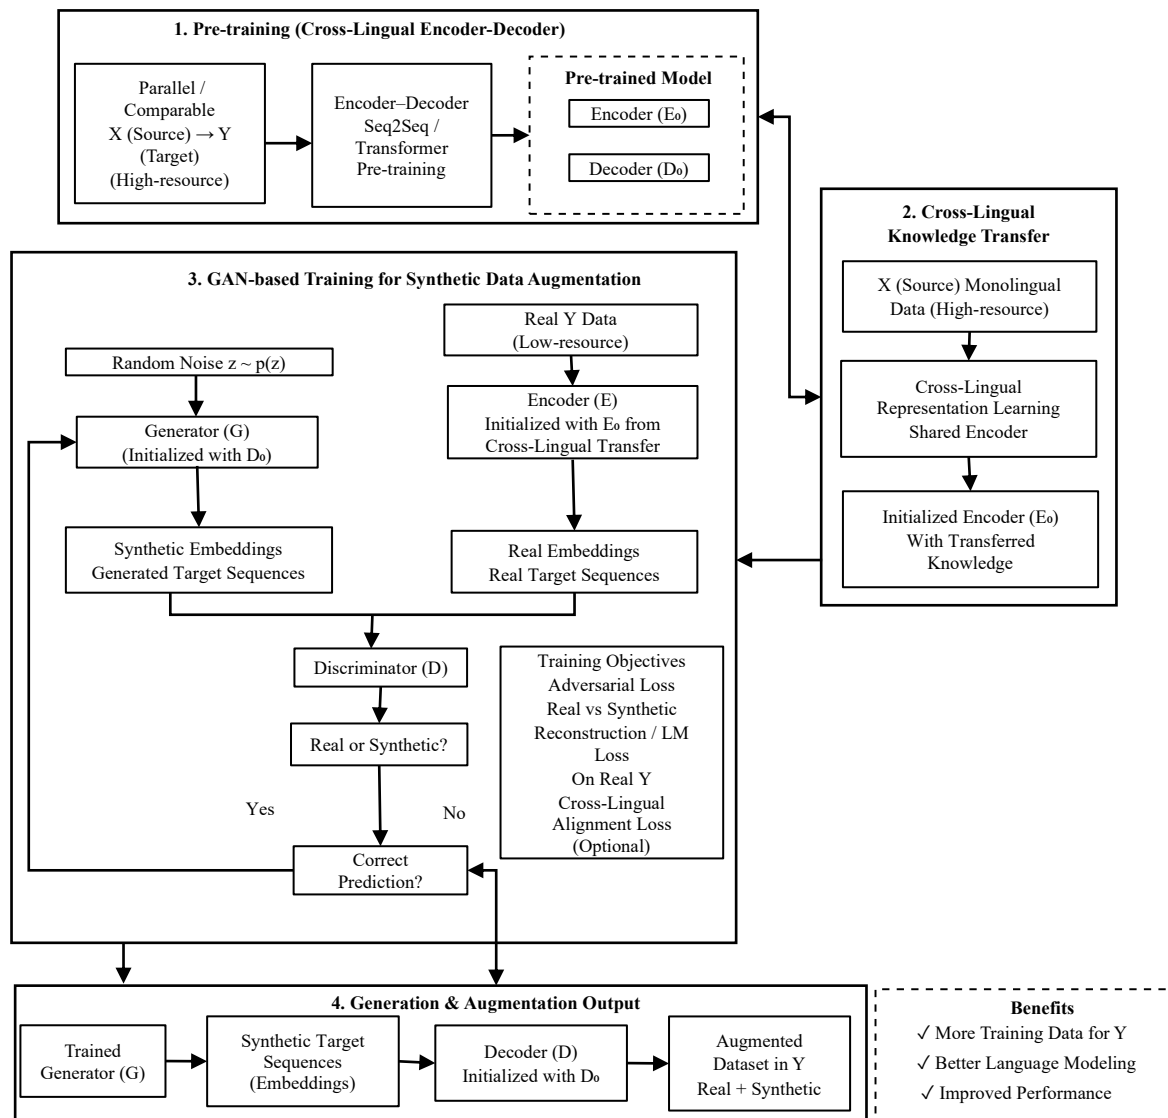 1. Pre-training (Cross-Lingual Encoder-Decoder)
Parallel /
Comparable
X (Source) → Y
(Target)
(High-resource)
Encoder–Decoder
Seq2Seq /
Transformer
Pre-training
Pre-trained Model
Encoder (E₀)
Decoder (D₀)
2. Cross-Lingual
Knowledge Transfer
X (Source) Monolingual
Data (High-resource)
Cross-Lingual
Representation Learning
Shared Encoder
Initialized Encoder (E₀)
With Transferred
Knowledge
3. GAN-based Training for Synthetic Data Augmentation
Random Noise z ~ p(z)
Generator (G)
(Initialized with D₀)
Synthetic Embeddings
Generated Target Sequences
Real Y Data
(Low-resource)
Encoder (E)
Initialized with E₀ from
Cross-Lingual Transfer
Real Embeddings
Real Target Sequences
Discriminator (D)
Real or Synthetic?
Yes
No
Correct
Prediction?
Training Objectives
Adversarial Loss
Real vs Synthetic
Reconstruction / LM
Loss
On Real Y
Cross-Lingual
Alignment Loss
(Optional)
4. Generation & Augmentation Output
Trained
Generator (G)
Synthetic Target
Sequences
(Embeddings)
Decoder (D)
Initialized with D₀
Augmented
Dataset in Y
Real + Synthetic
Benefits
✓ More Training Data for Y
✓ Better Language Modeling
✓ Improved Performance